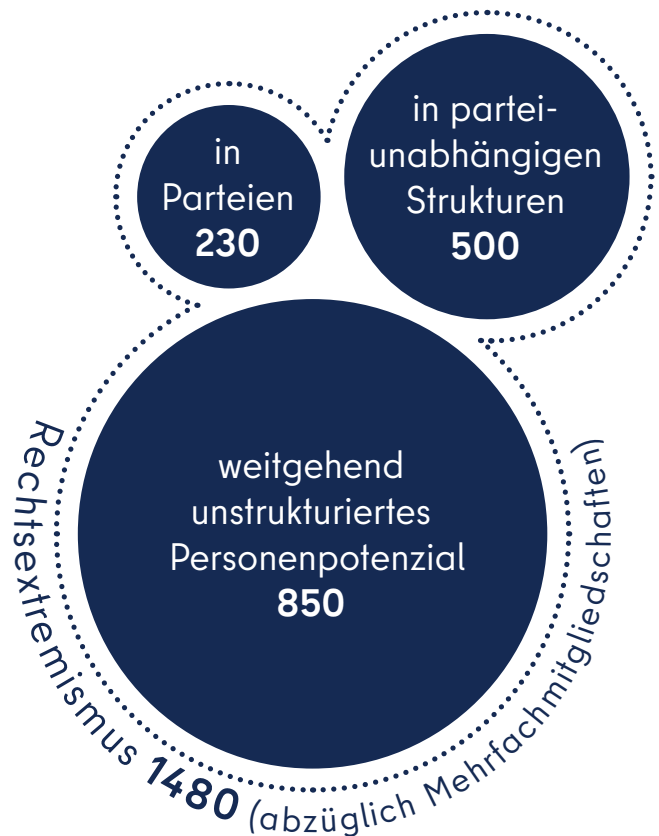 in
Parteien
230
in partei-
unabhängigen
Strukturen
500
weitgehend
unstrukturiertes
Personenpotenzial
850
Rechtsextremismus 1480 (abzüglich Mehrfachmitgliedschaften)